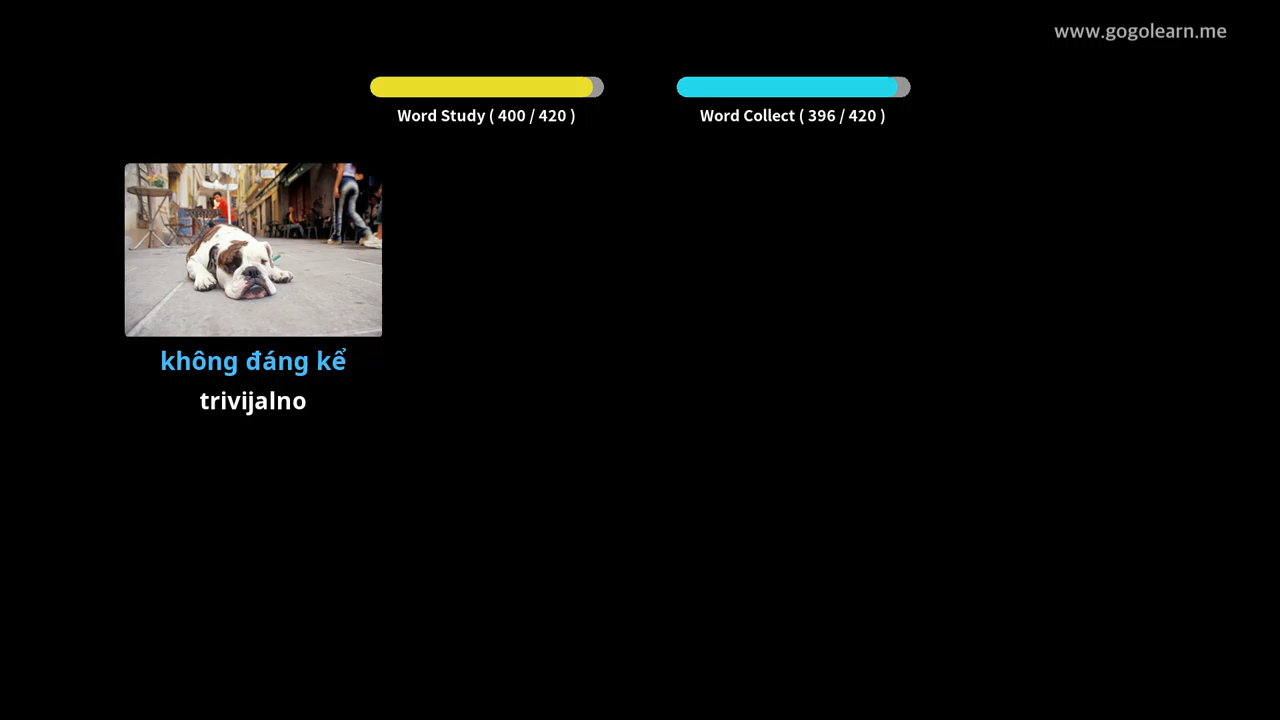 www.gogolearn.me
Word Study ( 400 / 420 )
Word Collect ( 396 / 420 )
không đáng kể
trivijalno